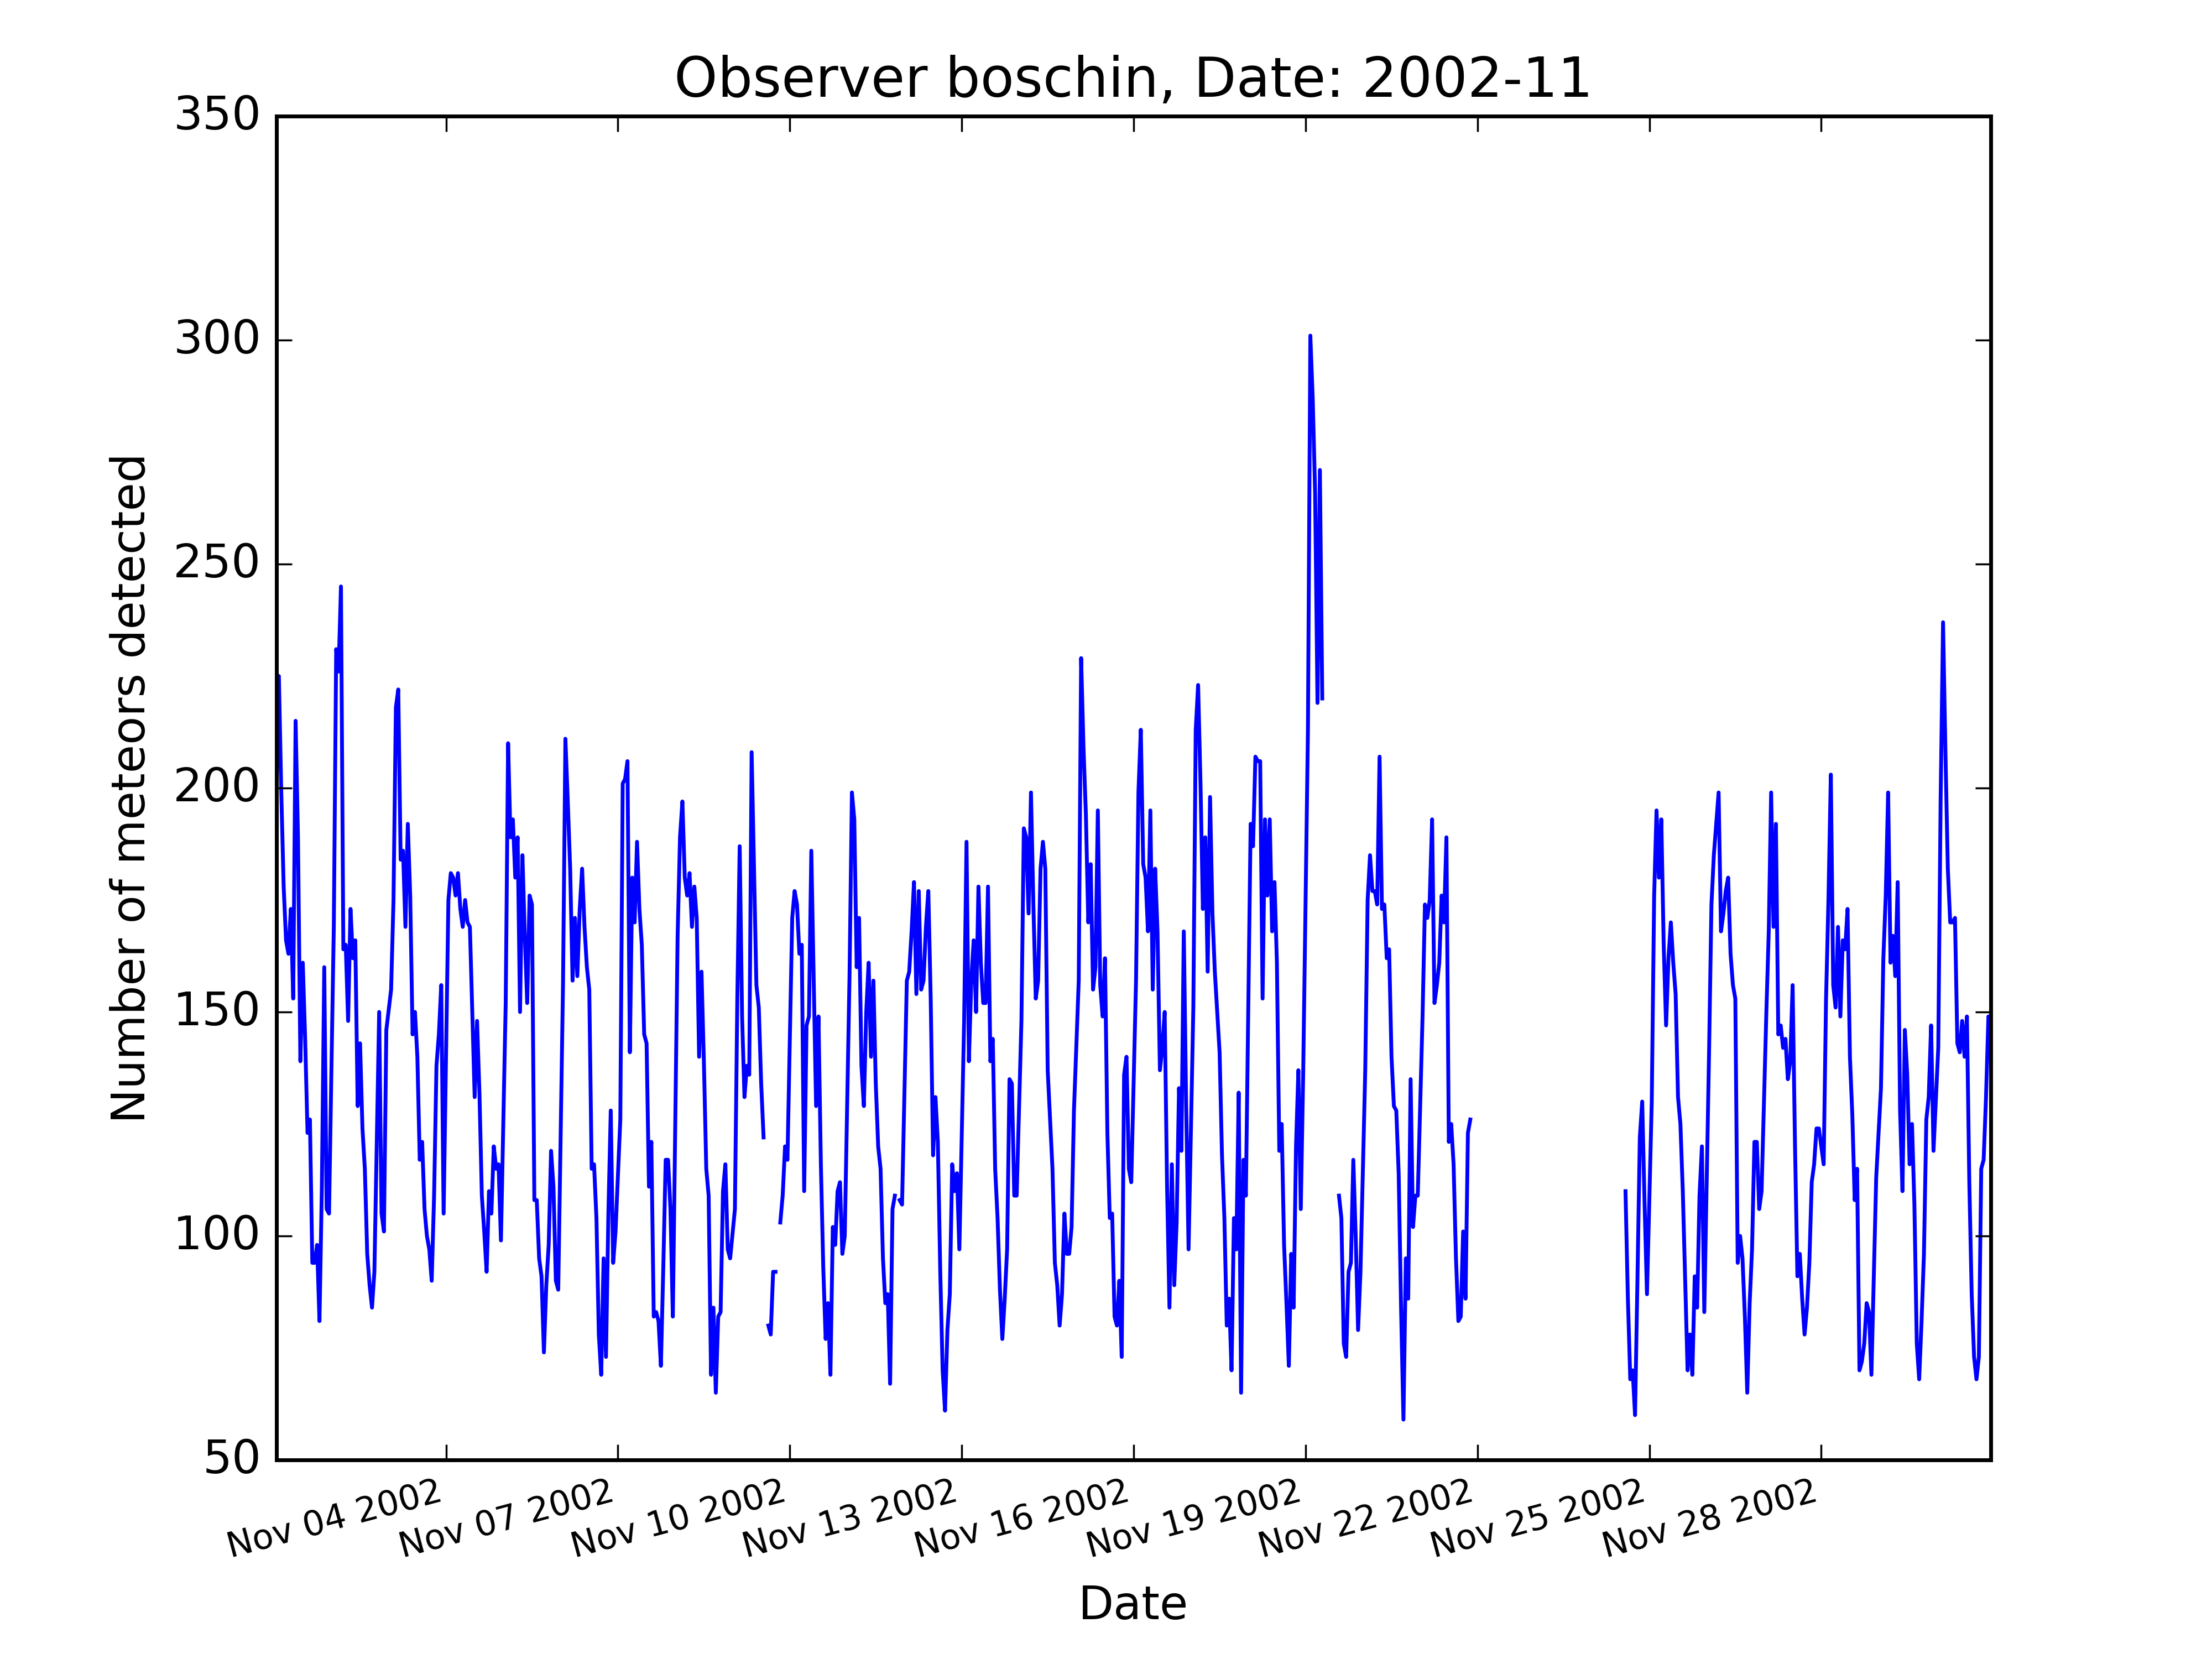 Observer boschin, Date: 2002-11
350
300
250
200
150
100
50
Number of meteors detected
Nov 04 2002
Nov 07 2002
Nov 10 2002
Nov 13 2002
Nov 16 2002
Nov 19 2002
Nov 22 2002
Nov 25 2002
Nov 28 2002
Date